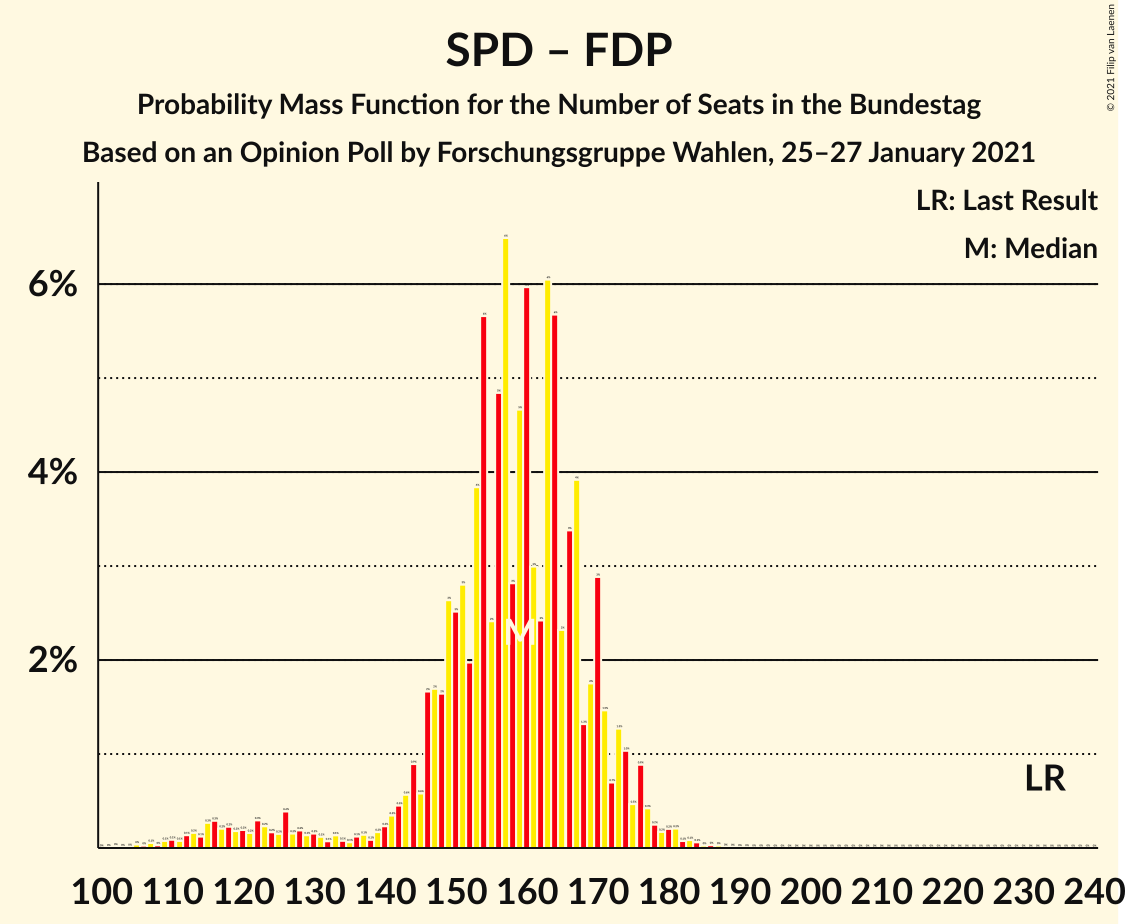 SPD – FDP
Probability Mass Function for the Number of Seats in the Bundestag
Based on an Opinion Poll by Forschungsgruppe Wahlen, 25–27 January 2021
© 2021 Filip van Laenen
LR: Last Result
M: Median
6%
4%
2%
M
LR
100 110 120 130 140 150 160 170 180 190 200 210 220 230 240